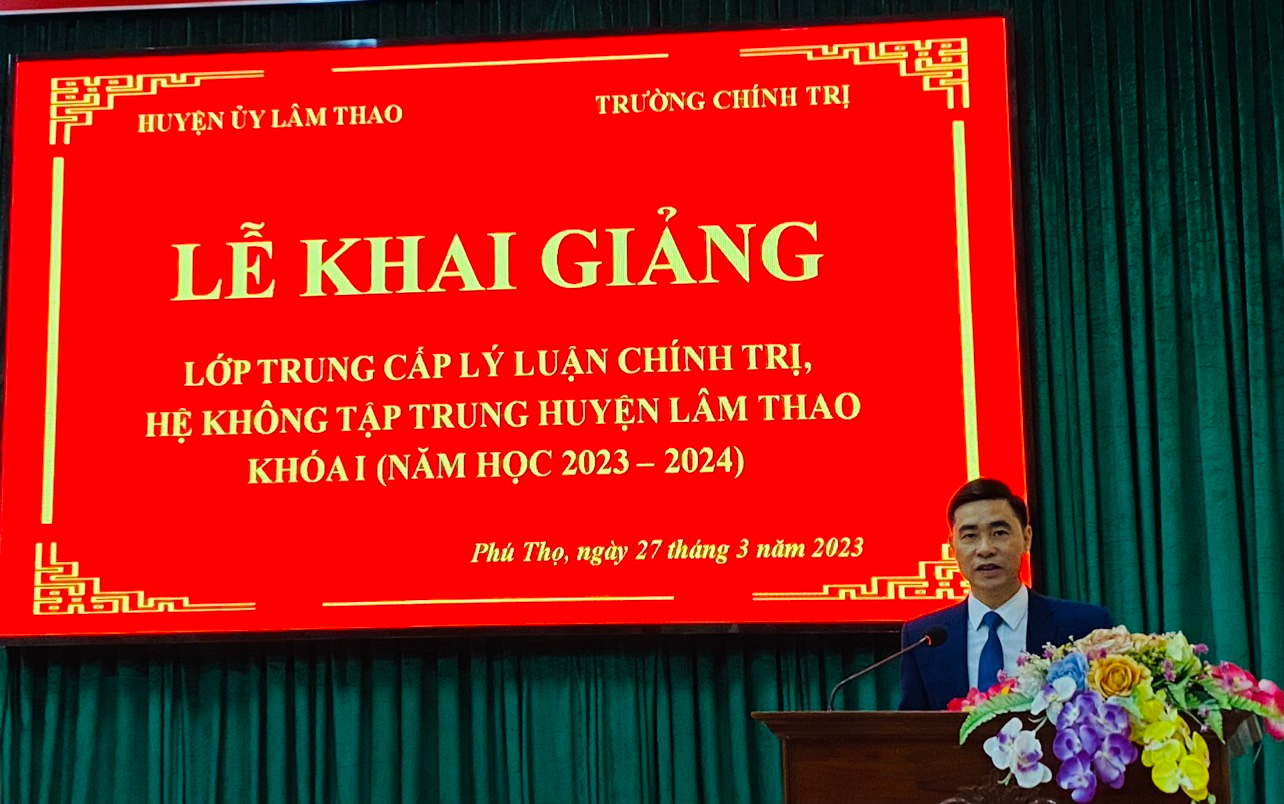 HUYỆN ỦY LÂM THAO
TRƯỜNG CHÍNH TRỊ
LỄ KHAI GIẢNG
LỚP TRUNG CẤP LÝ LUẬN CHÍNH TRỊ,
HỆ KHÔNG TẬP TRUNG HUYỆN LÂM THAO
KHÓA I (NĂM HỌC 2023 – 2024)
Phú Thọ, ngày 27 tháng 3 năm 2023